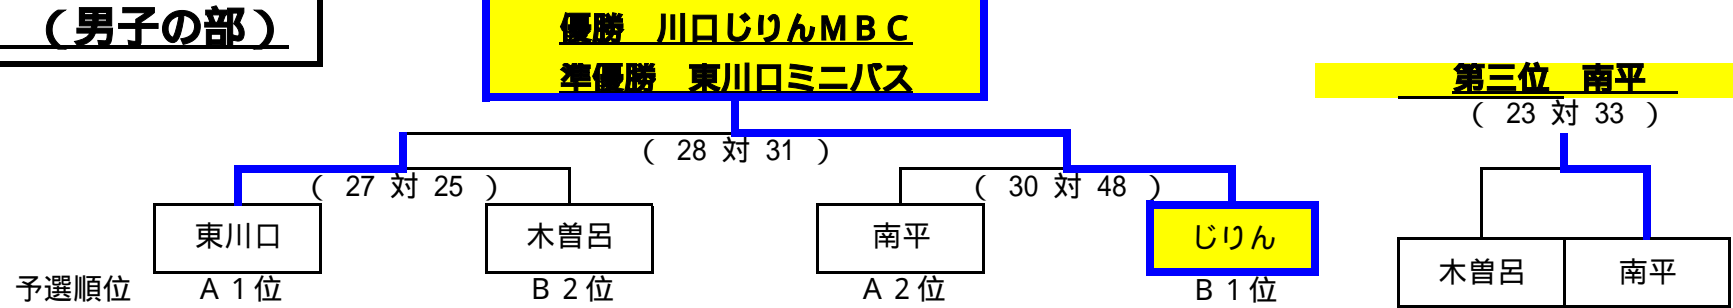 （男子の部）
優勝　川口じりんＭＢＣ
準優勝　東川口ミニバス
第三位　南平
（ 23 対 33 ）
（ 28 対 31 ）
（ 27 対 25 ）
（ 30 対 48 ）
東川口
木曽呂
南平
じりん
木曽呂
南平
予選順位
Ａ１位
Ｂ２位
Ａ２位
Ｂ１位